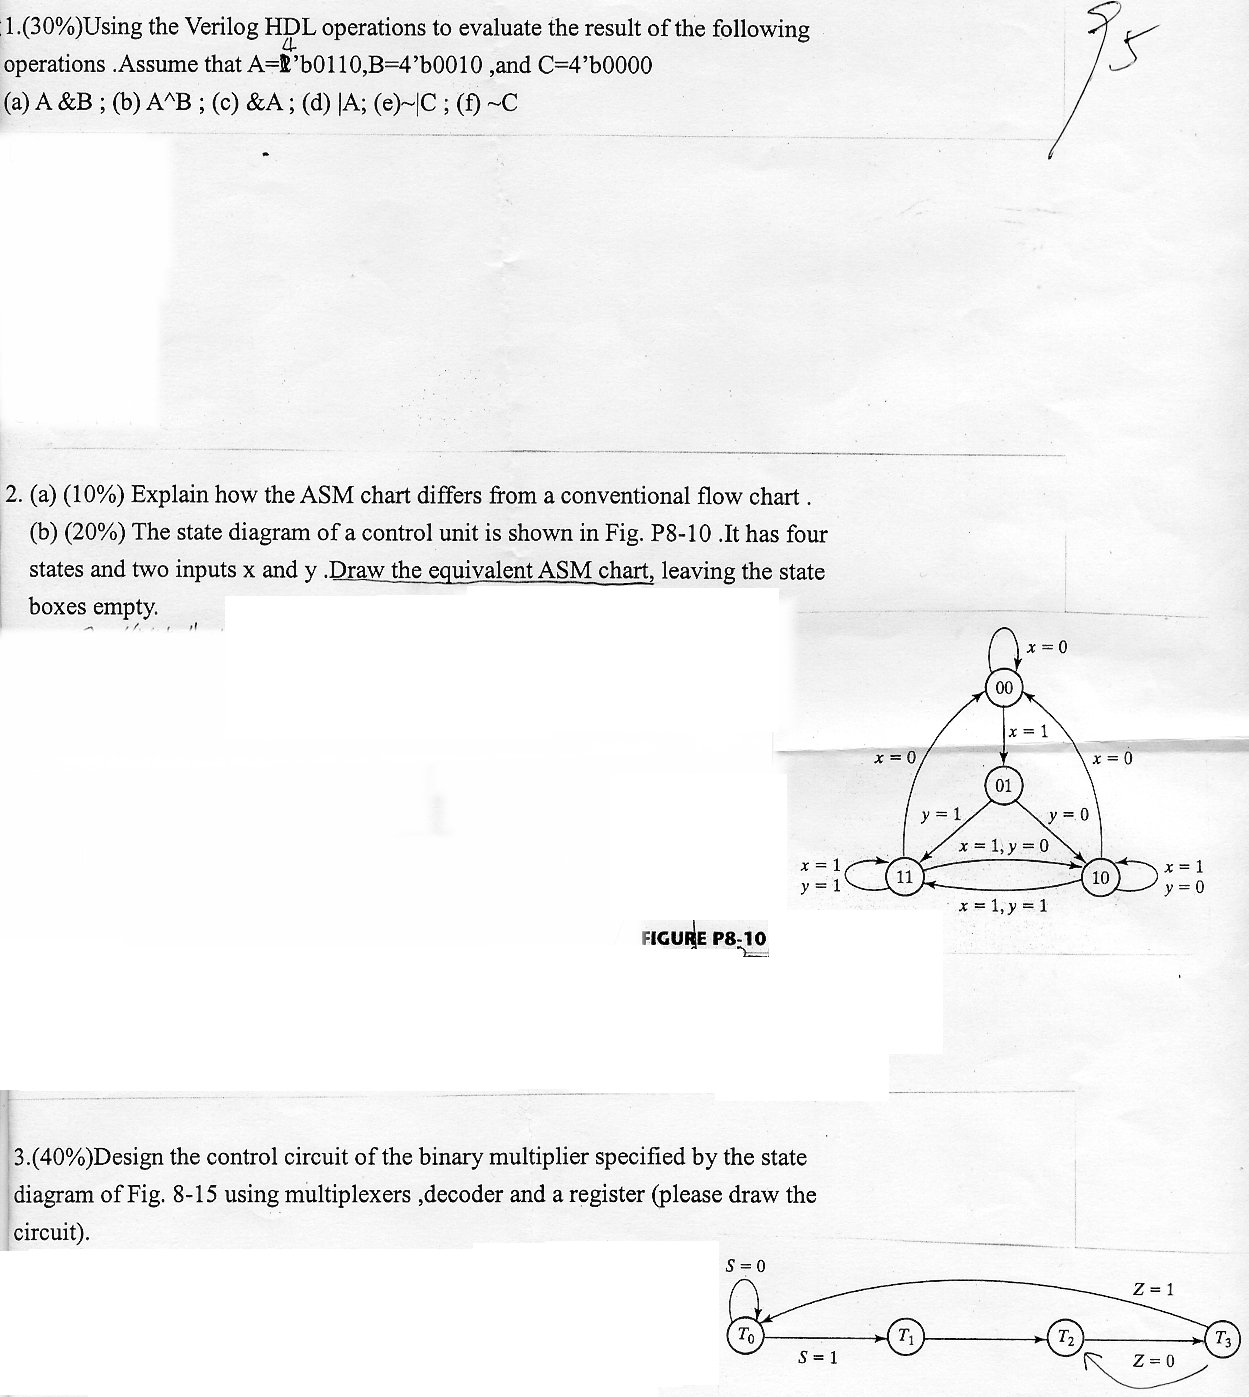 1.(30%)Using the Verilog HDL operations to evaluate the result of the following
4
operations .Assume that A='b0110,B=4'b0010 ,and C=4'b0000
(a) A &B ; (b) A^B ; (c) &A ; (d) |A; (e)~|C ; (f) ~C
95
2. (a) (10%) Explain how the ASM chart differs from a conventional flow chart .
(b) (20%) The state diagram of a control unit is shown in Fig. P8-10 .It has four
states and two inputs x and y .Draw the equivalent ASM chart, leaving the state
boxes empty.
x = 0
00
x = 1
x = 0
x = 0
01
y = 1
y = 0
x = 1, y = 0
x = 1
y = 1
11
10
x = 1
y = 0
x = 1, y = 1
FIGURE P8-10
3.(40%)Design the control circuit of the binary multiplier specified by the state
diagram of Fig. 8-15 using multiplexers ,decoder and a register (please draw the
circuit).
S = 0
Z = 1
T0
T1
T2
T3
S = 1
Z = 0